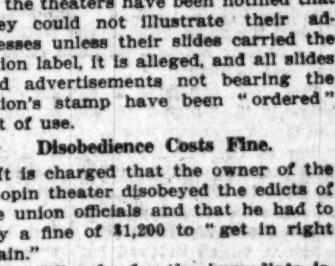 the theaters have been notified that
ey could not illustrate their ad
esses unless their slides carried the
ion label, it is alleged, and all slides
d advertisements not bearing the
ion's stamp have been "ordered"
t of use.
Disobedience Costs Fine.
It is charged that the owner of the
opin theater disobeyed the edicts of
e union officials and that he had to
y a fine of $1,200 to "get in right
ain."